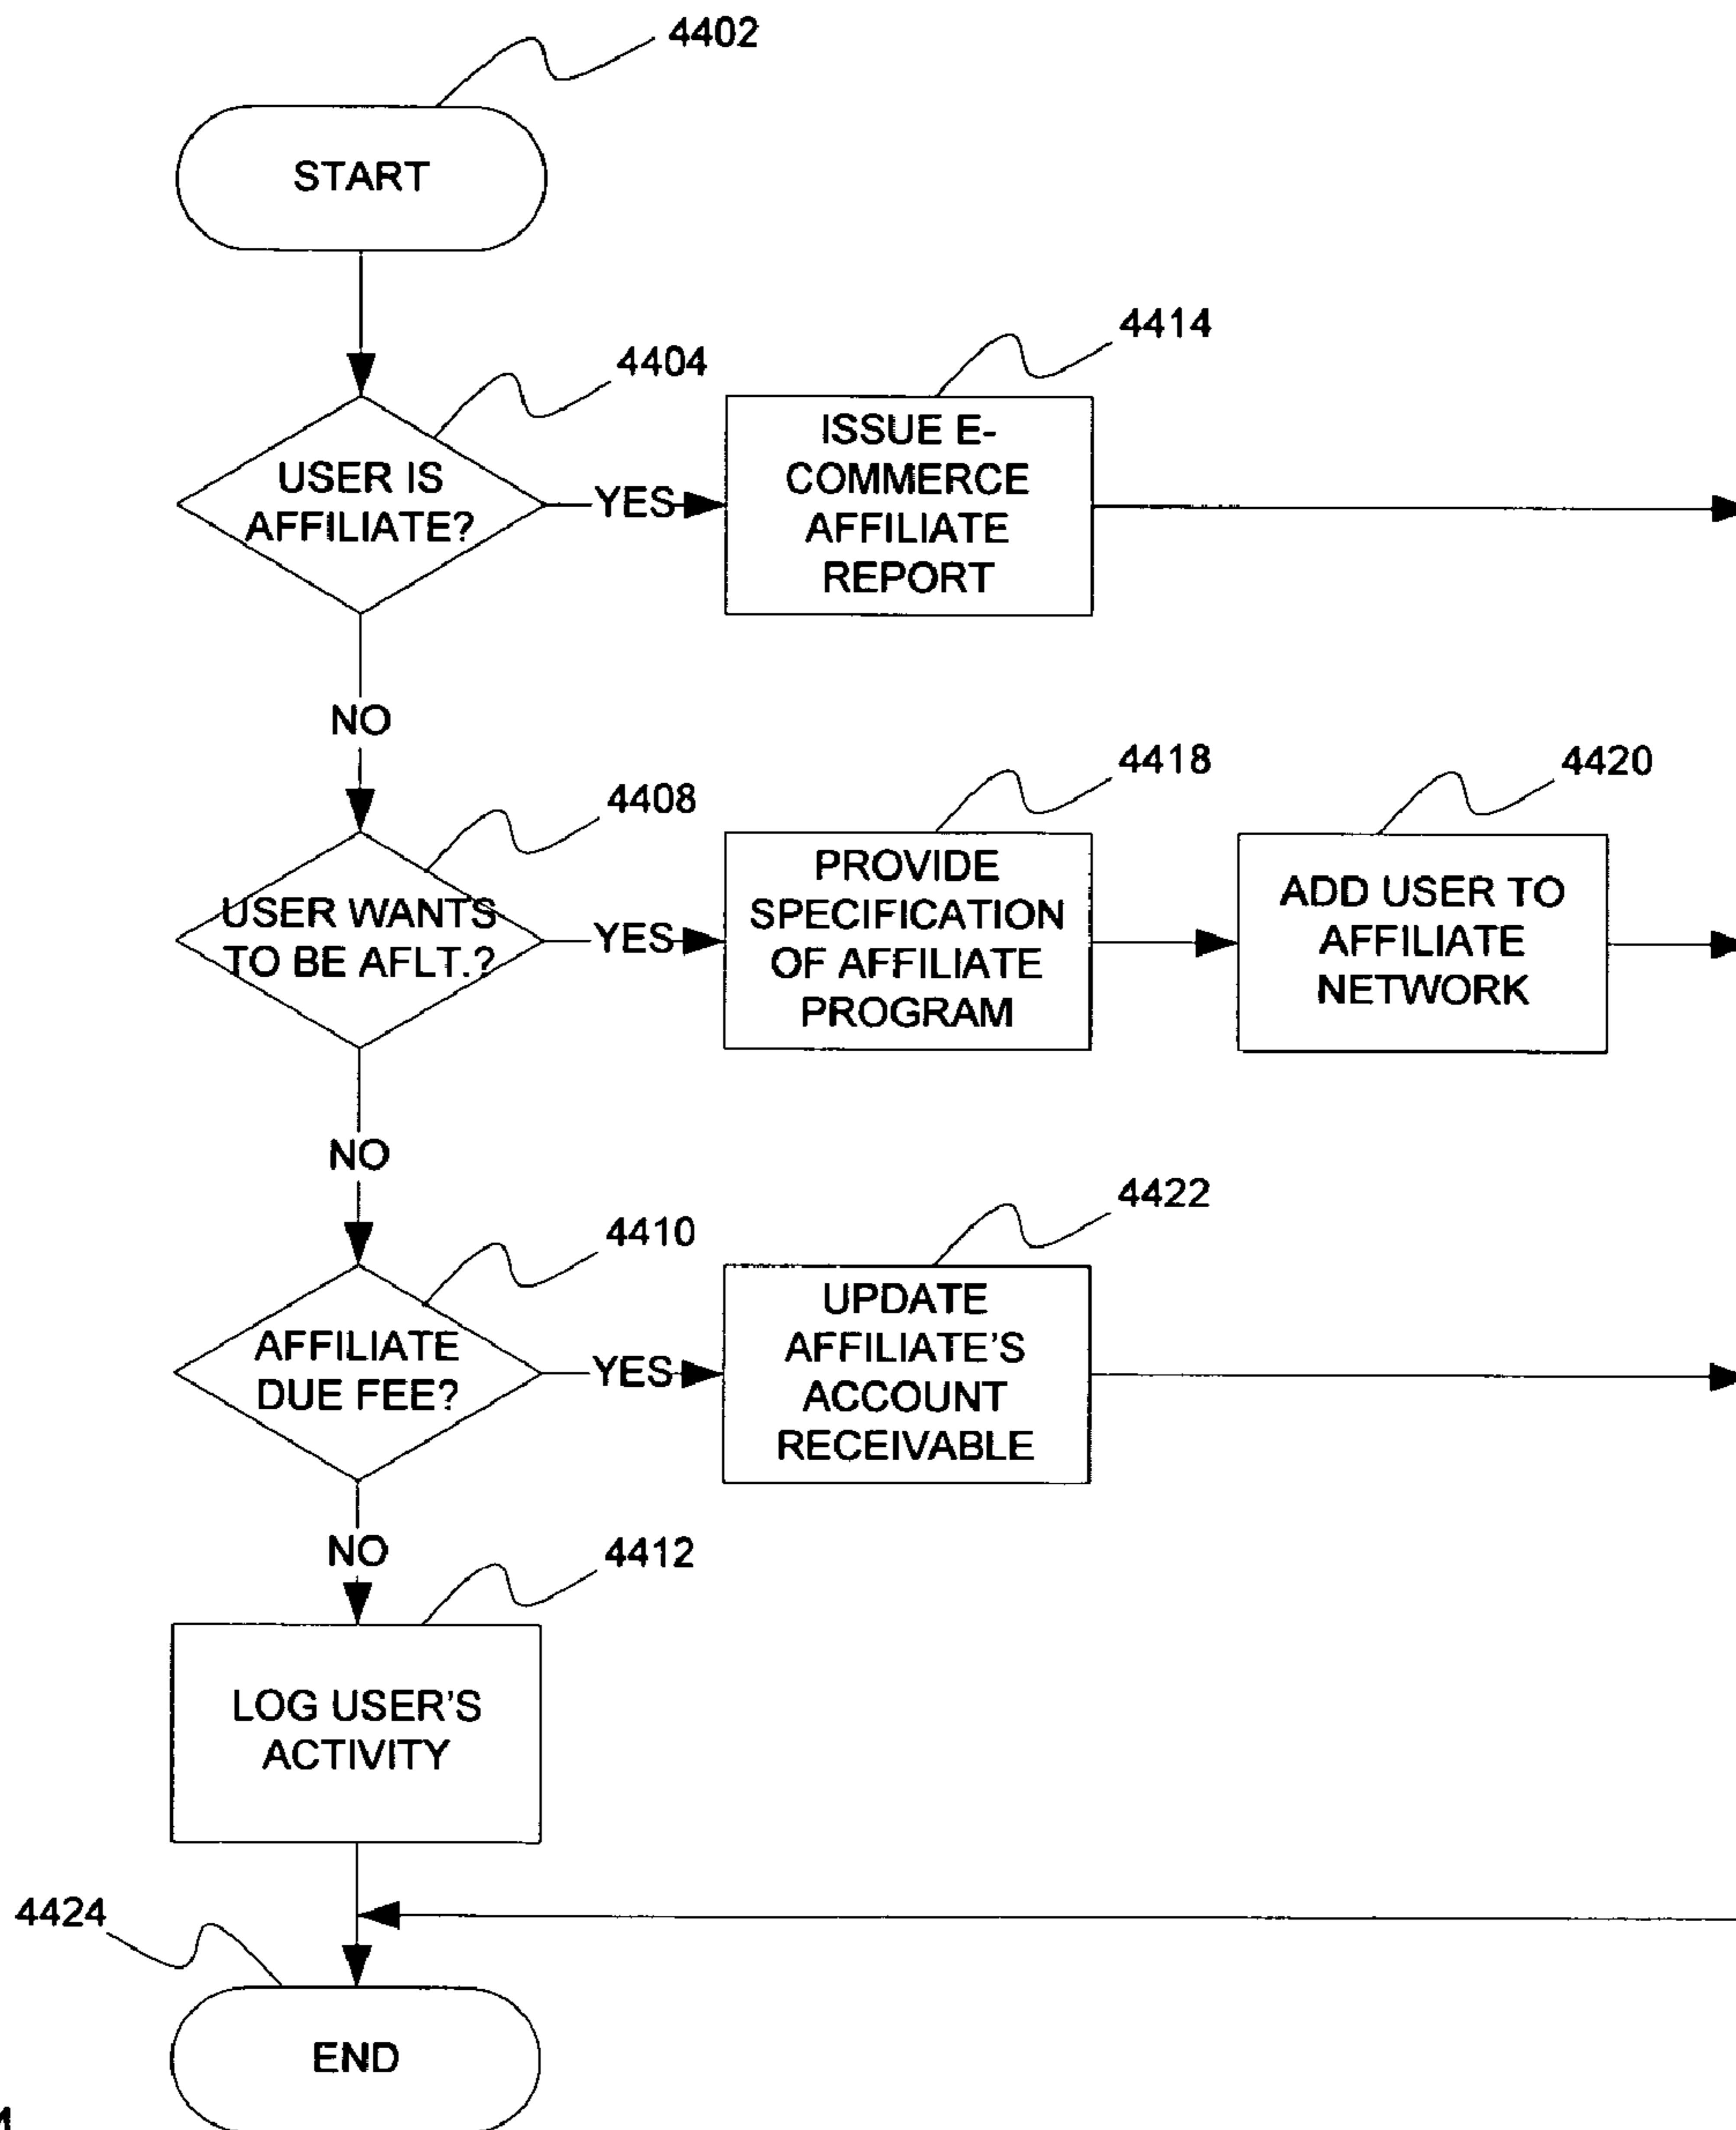 4402
START
4414
4404
USER IS
AFFILIATE?
YES
ISSUE E-
COMMERCE
AFFILIATE
REPORT
NO
4418
4420
4408
USER WANTS
TO BE AFLT.?
YES
PROVIDE
SPECIFICATION
OF AFFILIATE
PROGRAM
ADD USER TO
AFFILIATE
NETWORK
NO
4422
4410
AFFILIATE
DUE FEE?
YES
UPDATE
AFFILIATE'S
ACCOUNT
RECEIVABLE
NO
4412
LOG USER'S
ACTIVITY
4424
END